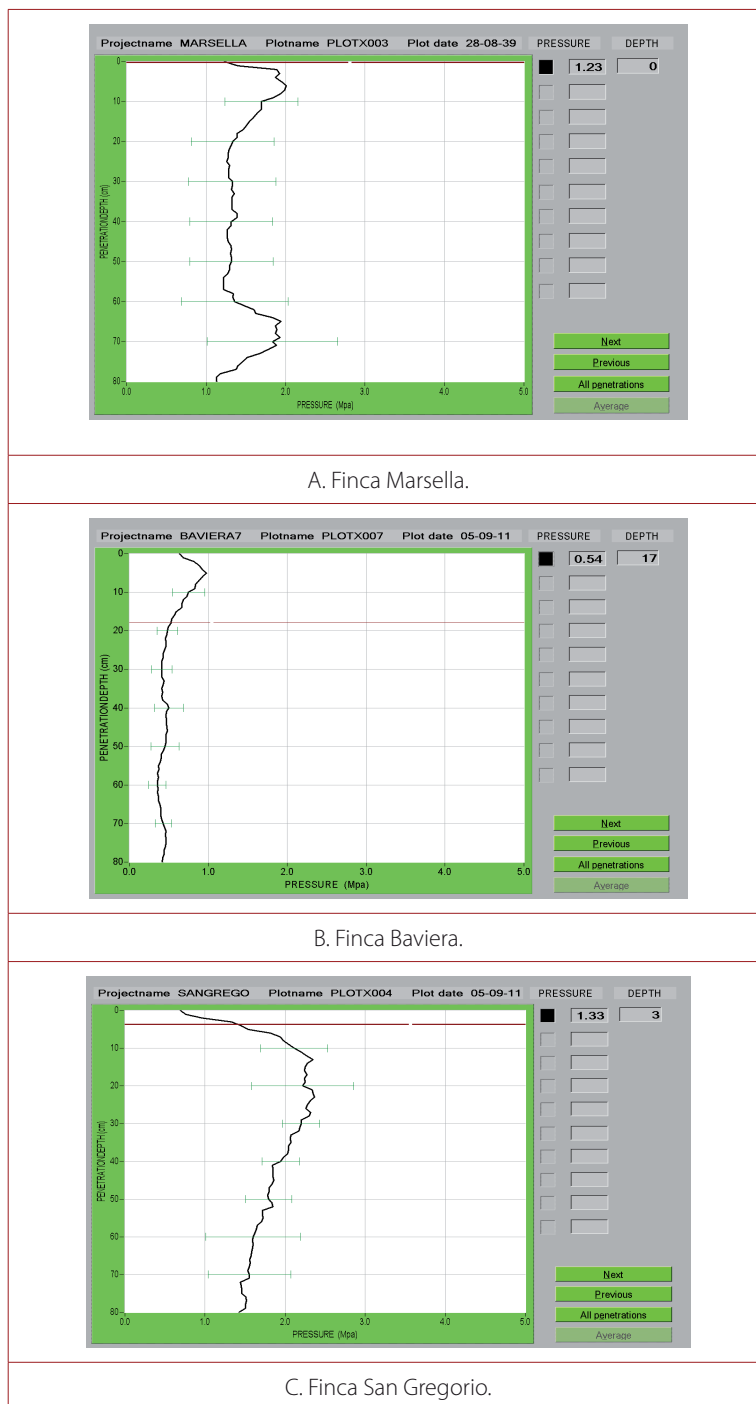 Projectname MARSELLA Plotname PLOTX003 Plot date 28-08-39 PRESSURE DEPTH
1.23 0
0
10
20
30
40
50
60
70
80
PENETRATIONDEPTH (cm)
0.0 1.0 2.0 3.0 4.0 5.0
PRESSURE (Mpa)
Next
Previous
All penetrations
Average
A. Finca Marsella.
Projectname BAVIERA7 Plotname PLOTX007 Plot date 05-09-11 PRESSURE DEPTH
0.54 17
0
10
20
30
40
50
60
70
80
PENETRATIONDEPTH (cm)
0.0 1.0 2.0 3.0 4.0 5.0
PRESSURE (Mpa)
Next
Previous
All penetrations
Average
B. Finca Baviera.
Projectname SANGREGO Plotname PLOTX004 Plot date 05-09-11 PRESSURE DEPTH
1.33 3
0
10
20
30
40
50
60
70
80
PENETRATIONDEPTH (cm)
0.0 1.0 2.0 3.0 4.0 5.0
PRESSURE (Mpa)
Next
Previous
All penetrations
Average
C. Finca San Gregorio.